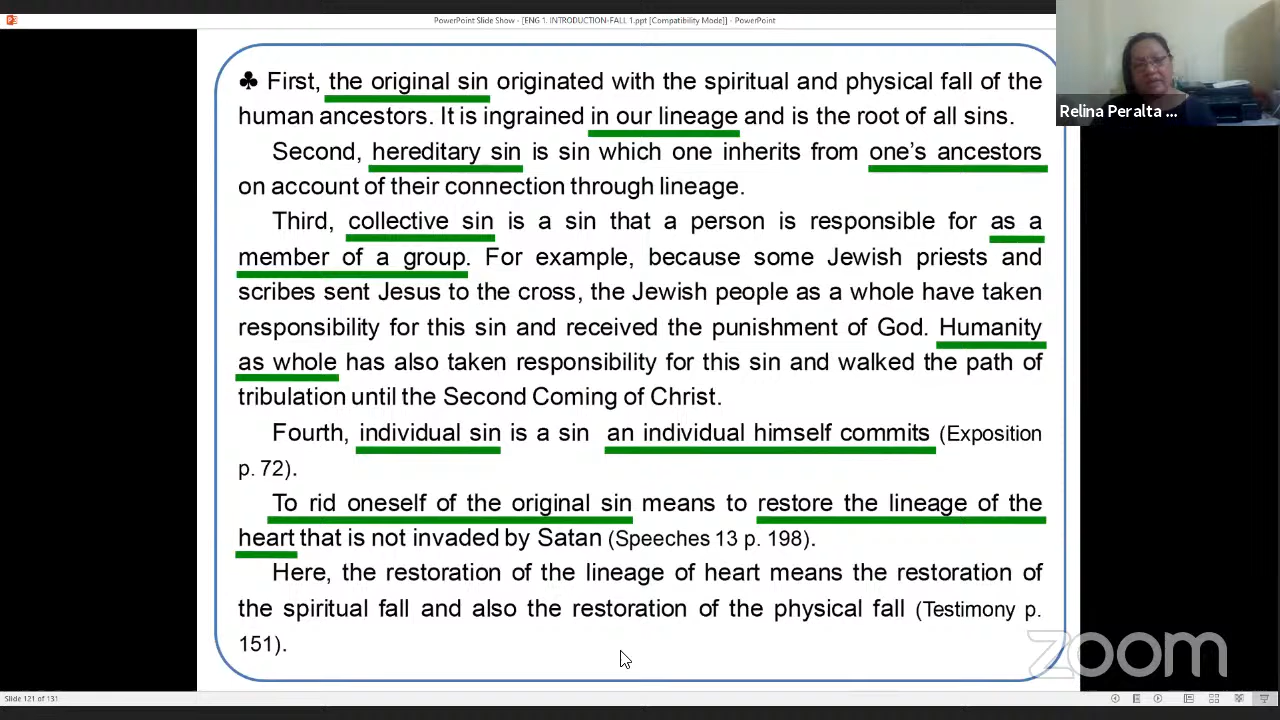 PowerPoint Slide Show - [ENG 1. INTRODUCTION-FALL 1.ppt [Compatibility Mode]] - PowerPoint
♣ First, the original sin originated with the spiritual and physical fall of the
human ancestors. It is ingrained in our lineage and is the root of all sins.
Second, hereditary sin is sin which one inherits from one's ancestors
on account of their connection through lineage.
Third, collective sin is a sin that a person is responsible for as a
member of a group. For example, because some Jewish priests and
scribes sent Jesus to the cross, the Jewish people as a whole have taken
responsibility for this sin and received the punishment of God. Humanity
as whole has also taken responsibility for this sin and walked the path of
tribulation until the Second Coming of Christ.
Fourth, individual sin is a sin an individual himself commits (Exposition
p. 72).
To rid oneself of the original sin means to restore the lineage of the
heart that is not invaded by Satan (Speeches 13 p. 198).
Here, the restoration of the lineage of heart means the restoration of
the spiritual fall and also the restoration of the physical fall (Testimony p.
151).
Relina Peralta ...
zoom
Slide 121 of 131